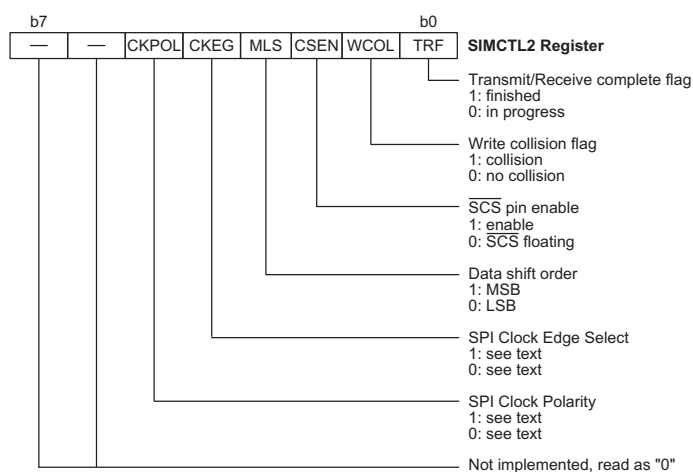 b7 b0
— — CKPOL CKEG MLS CSEN WCOL TRF SIMCTL2 Register
Transmit/Receive complete flag
1: finished
0: in progress
Write collision flag
1: collision
0: no collision
SCS pin enable
1: enable
0: SCS floating
Data shift order
1: MSB
0: LSB
SPI Clock Edge Select
1: see text
0: see text
SPI Clock Polarity
1: see text
0: see text
Not implemented, read as "0"